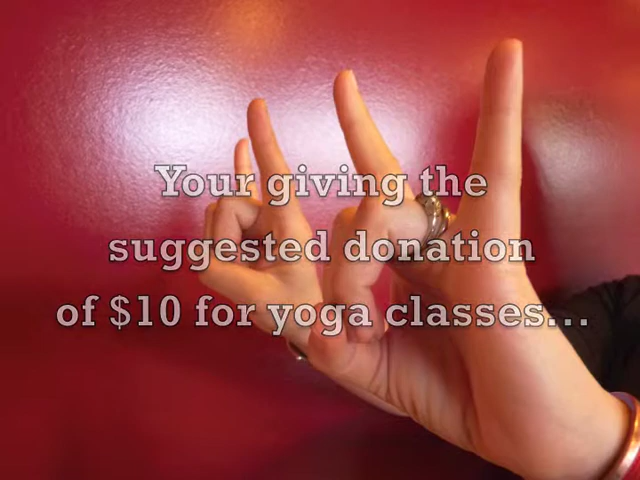 Your giving the
suggested donation
of $10 for yoga classes...